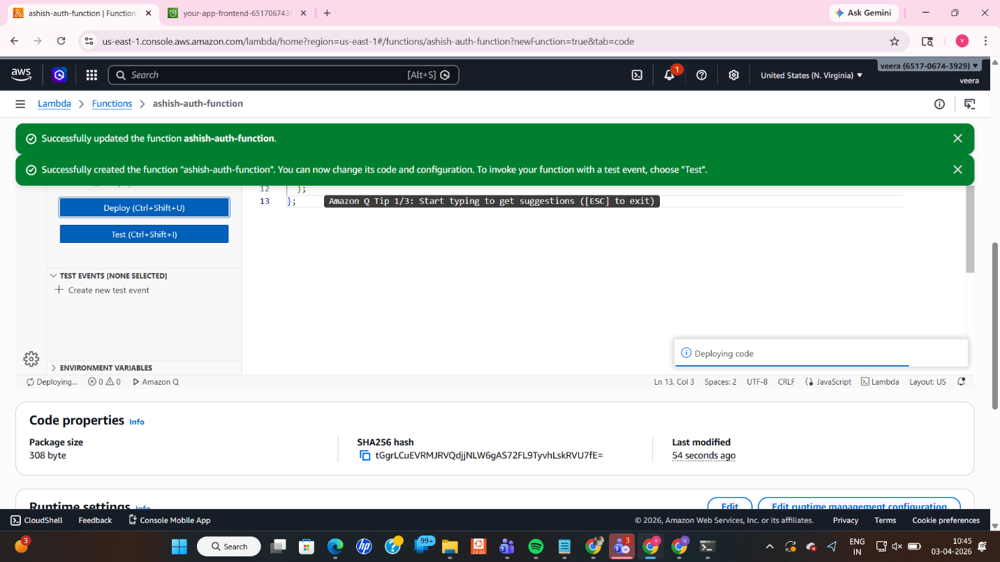 ashish-auth-function | Function
your-app-frontend-651706743
Ask Gemini
us-east-1.console.aws.amazon.com/lambda/home?region=us-east-1#/functions/ashish-auth-function?newFunction=true&tab=code
V
aws
Search
[Alt+S]
1
United States (N. Virginia)
veera (6517-0674-3929)
veera
Lambda
Functions
ashish-auth-function
Successfully updated the function ashish-auth-function.
Successfully created the function "ashish-auth-function". You can now change its code and configuration. To invoke your function with a test event, choose "Test".
12 };
13 }; Amazon Q Tip 1/3: Start typing to get suggestions ([ESC] to exit)
Deploy (Ctrl+Shift+U)
Test (Ctrl+Shift+I)
TEST EVENTS [NONE SELECTED]
Create new test event
Deploying code
ENVIRONMENT VARIABLES
Deploying... 0 0 Amazon Q Ln 13, Col 3 Spaces: 2 UTF-8 CRLF JavaScript Lambda Layout: US
Code properties Info
Package size
308 byte
SHA256 hash
tGgrLCuEVRMJRVQdjjNLW6gAS72FL9TyvhLskRVU7fE=
Last modified
54 seconds ago
Runtime settings Info
Edit
Edit runtime management configuration
CloudShell Feedback Console Mobile App © 2026, Amazon Web Services, Inc. or its affiliates. Privacy Terms Cookie preferences
3
Search
hp
99+
24.04
3
V
V
ENG
IN
10:45
03-04-2026